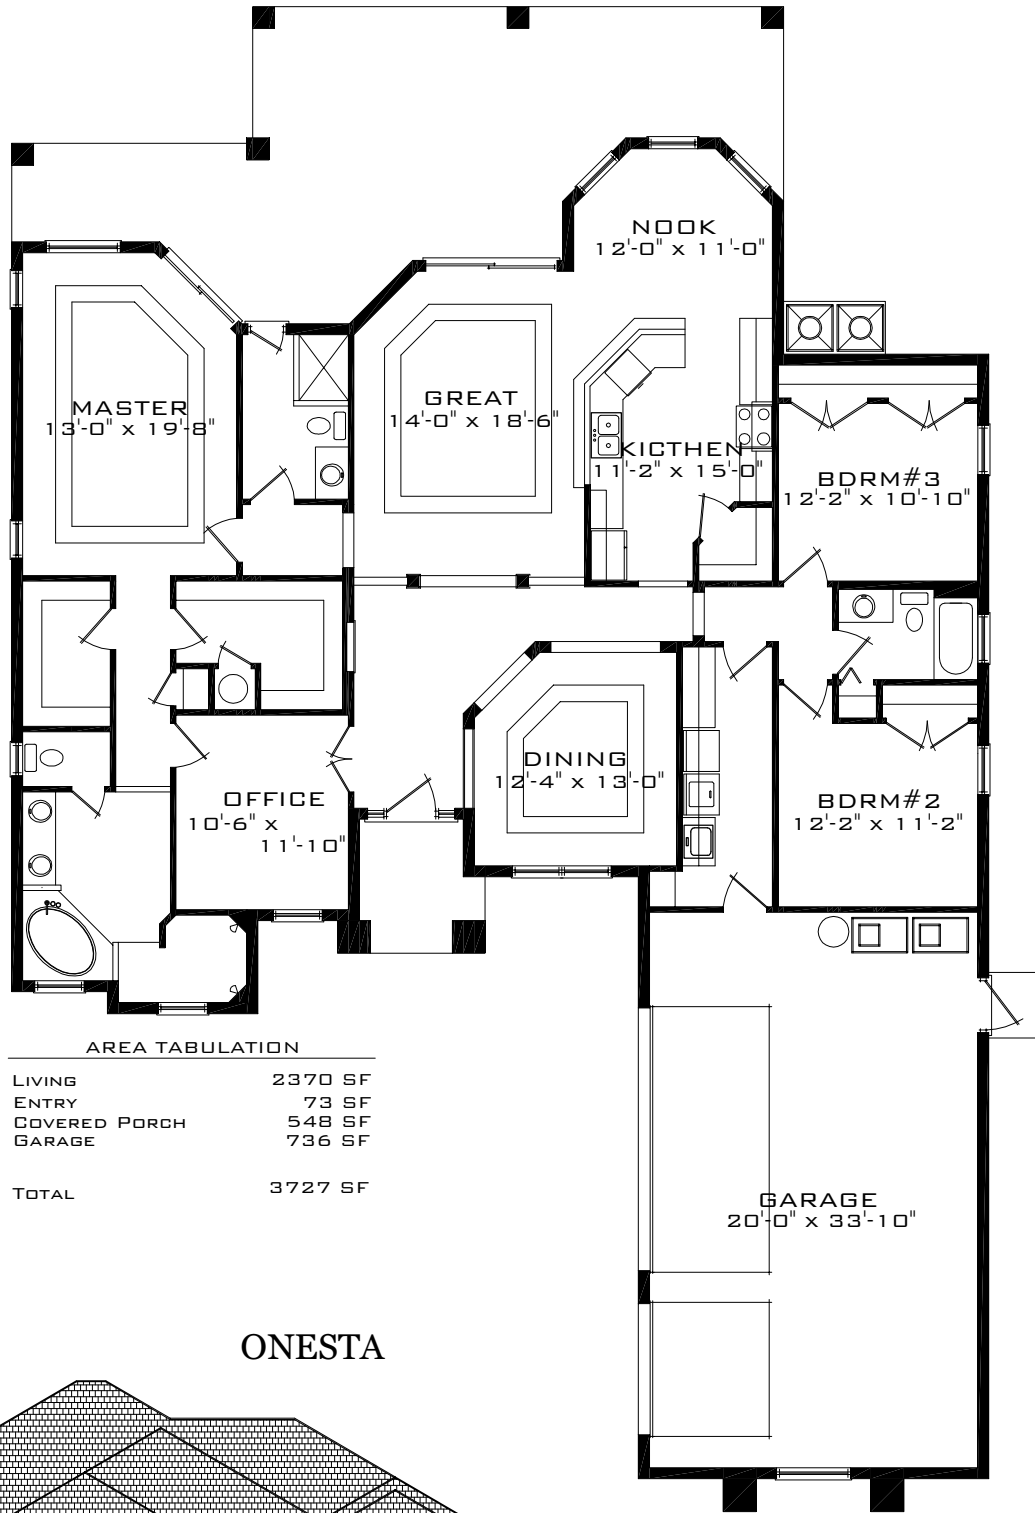 NOOK
12'-0" x 11'-0"
MASTER
13'-0" x 19'-8"
GREAT
14'-0" x 18'-6"
KICTHEN
11'-2" x 15'-0"
BDRM#3
12'-2" x 10'-10"
DINING
12'-4" x 13'-0"
OFFICE
10'-6" x
11'-10"
BDRM#2
12'-2" x 11'-2"
AREA TABULATION
LIVING 2370 SF
ENTRY 73 SF
COVERED PORCH 548 SF
GARAGE 736 SF
TOTAL 3727 SF
GARAGE
20'-0" x 33'-10"
ONESTA